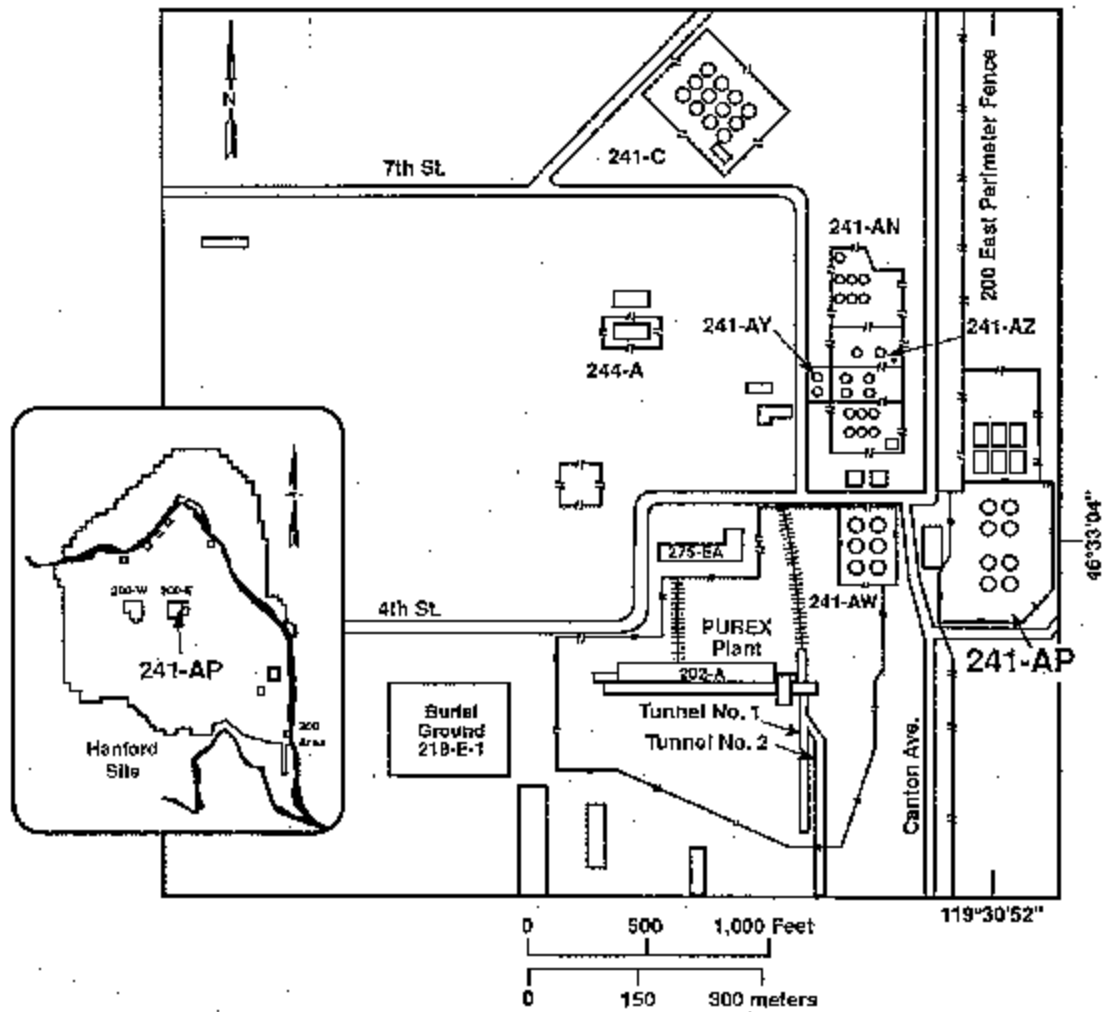 N
7th St.
241-C
200 East Perimeter Fence
241-AN
241-AY
241-AZ
244-A
46°33'04"
275-EA
241-AW
4th St.
PUREX
Plant
202-A
241-AP
Burial
Ground
218-E-1
Tunnel No. 1
Tunnel No. 2
Canton Ave.
200-W
200-E
241-AP
Hanford
Site
300
Area
119°30'52"
0
500
1,000 Feet
0
150
300 meters